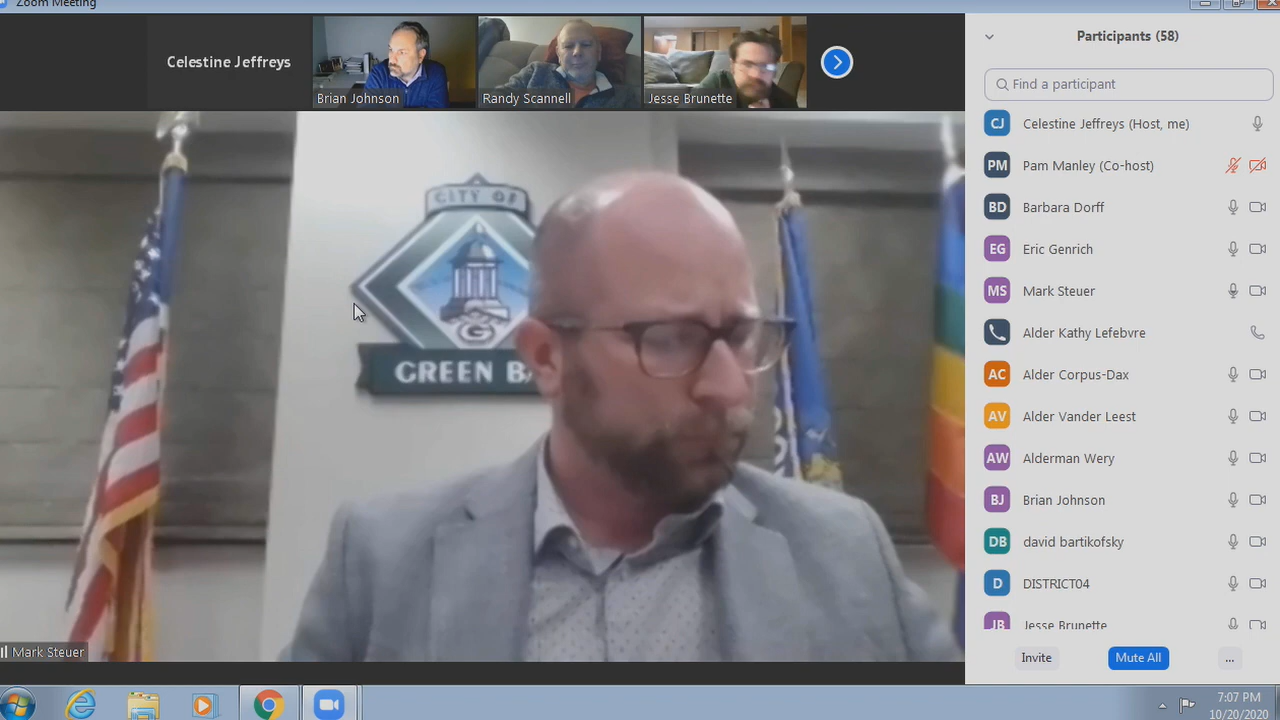 Zoom Meeting
Celestine Jeffreys
Brian Johnson
Randy Scannell
Jesse Brunette
CITY OF
G
GREEN BA
Mark Steuer
Participants (58)
Find a participant
CJ Celestine Jeffreys (Host, me)
PM Pam Manley (Co-host)
BD Barbara Dorff
EG Eric Genrich
MS Mark Steuer
Alder Kathy Lefebvre
AC Alder Corpus-Dax
AV Alder Vander Leest
AW Alderman Wery
BJ Brian Johnson
DB david bartikofsky
D DISTRICT04
JB Jesse Brunette
Invite
Mute All
...
7:07 PM
10/20/2020